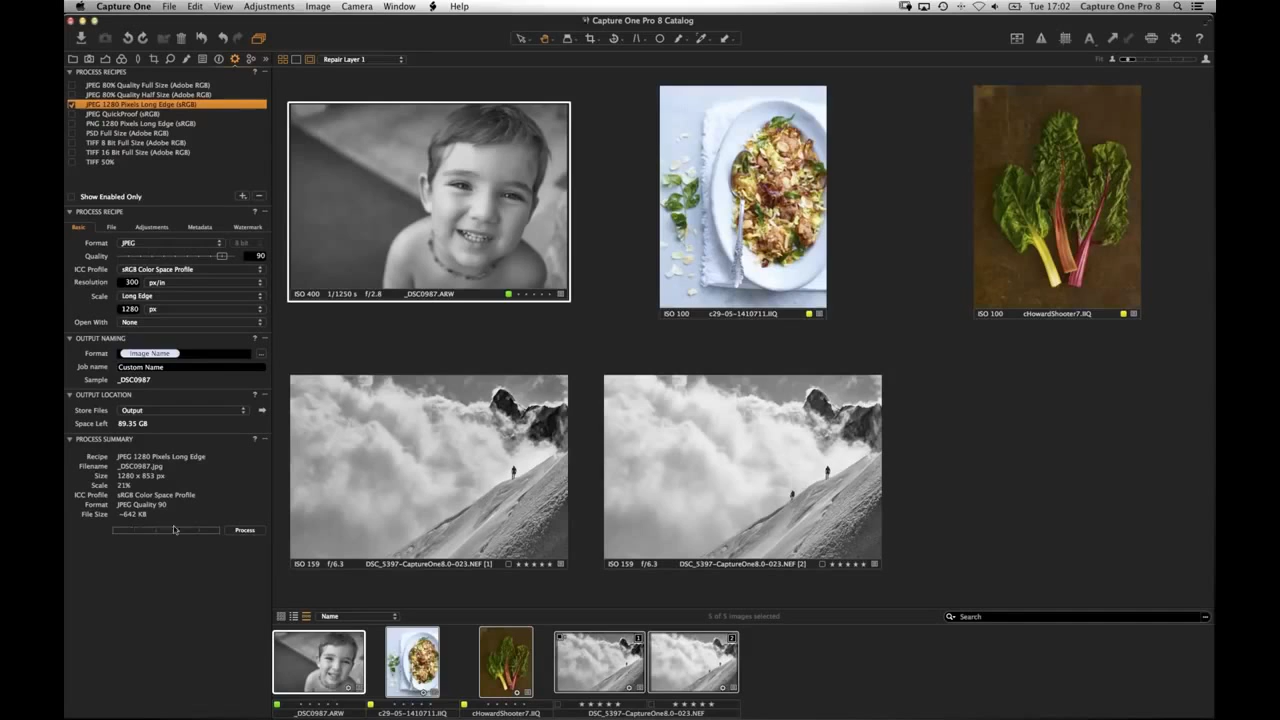 Capture One File Edit View Adjustments Image Camera Window Help Tue 17:02 Capture One Pro 8
Capture One Pro 8 Catalog
Repair Layer 1 Fit
PROCESS RECIPES ?
JPEG 80% Quality Full Size (Adobe RGB)
JPEG 80% Quality Half Size (Adobe RGB)
JPEG 1280 Pixels Long Edge (sRGB)
JPEG QuickProof (sRGB)
PNG 1280 Pixels Long Edge (sRGB)
PSD Full Size (Adobe RGB)
TIFF 8 Bit Full Size (Adobe RGB)
TIFF 16 Bit Full Size (Adobe RGB)
TIFF 50%
Show Enabled Only
PROCESS RECIPE ?
Basic File Adjustments Metadata Watermark
Format JPEG 8 bit
Quality 90
ICC Profile sRGB Color Space Profile
Resolution 300 px/in
Scale Long Edge
1280 px
Open With None
OUTPUT NAMING ?
Format Image Name ...
Job name Custom Name
Sample _DSC0987
OUTPUT LOCATION ?
Store Files Output
Space Left 89.35 GB
PROCESS SUMMARY ?
Recipe JPEG 1280 Pixels Long Edge
Filename _DSC0987.jpg
Size 1280 x 853 px
Scale 21%
ICC Profile sRGB Color Space Profile
Format JPEG Quality 90
File Size ~642 KB
Process
ISO 400 1/1250 s f/2.8 _DSC0987.ARW
ISO 100 c29-05-1410711.IIQ
ISO 100 cHowardShooter7.IIQ
ISO 159 f/6.3 DSC_5397-CaptureOne8.0-023.NEF [1]
ISO 159 f/6.3 DSC_5397-CaptureOne8.0-023.NEF [2]
Name 5 of 5 images selected Search
1 2
_DSC0987.ARW c29-05-1410711.IIQ cHowardShooter7.IIQ DSC_5397-CaptureOne8.0-023.NEF